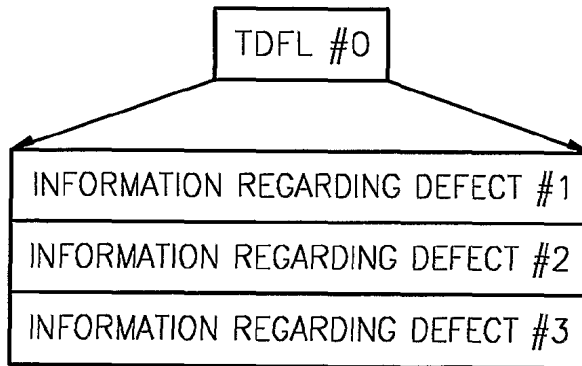 TDFL #0
INFORMATION REGARDING DEFECT #1
INFORMATION REGARDING DEFECT #2
INFORMATION REGARDING DEFECT #3